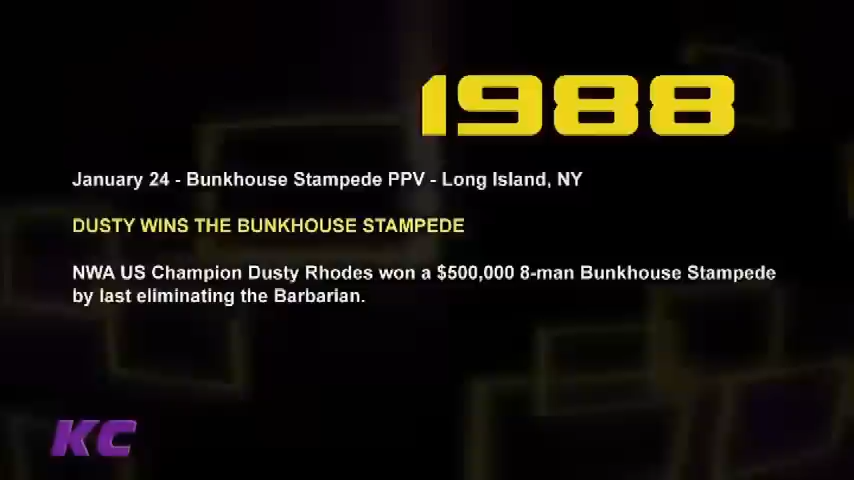 1988
January 24 - Bunkhouse Stampede PPV - Long Island, NY
DUSTY WINS THE BUNKHOUSE STAMPEDE
NWA US Champion Dusty Rhodes won a $500,000 8-man Bunkhouse Stampede
by last eliminating the Barbarian.
KC